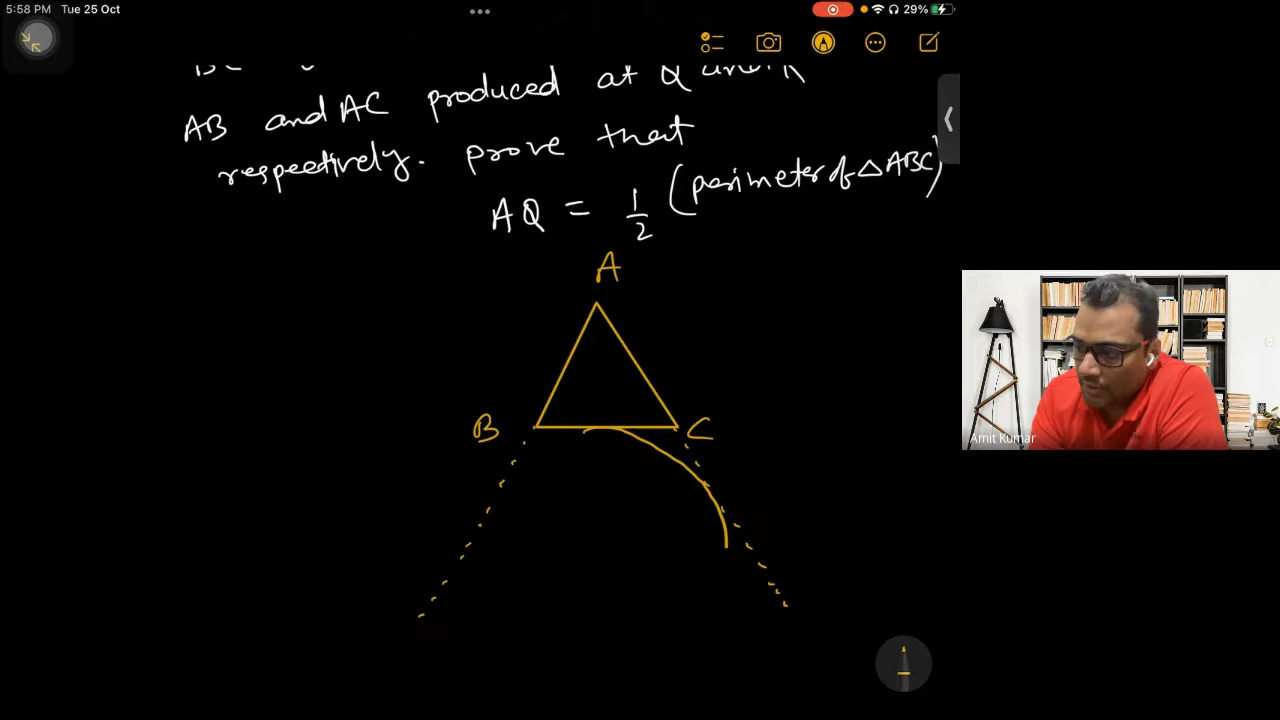 5:58 PM Tue 25 Oct
29%
AB and AC produced at Q and R
respectively. prove that
AQ = 1/2 (perimeter of △ABC)
A
B
C
Amit Kumar